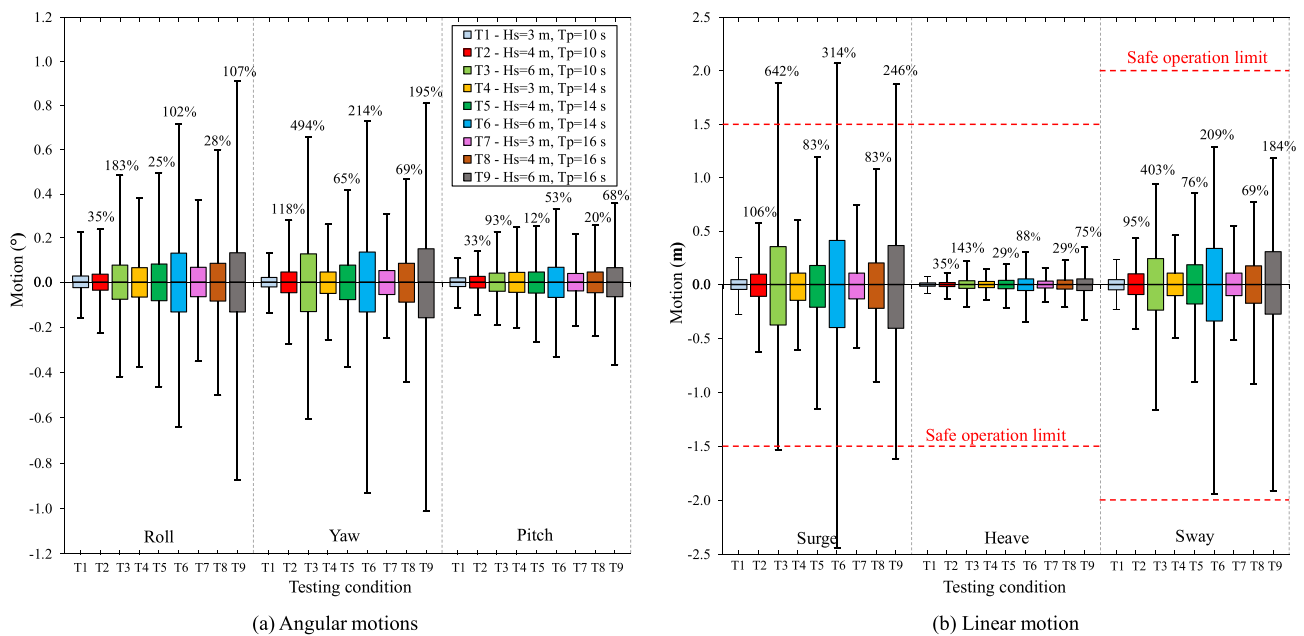 1.2
1.0
0.8
0.6
0.4
0.2
0.0
-0.2
-0.4
-0.6
-0.8
-1.0
-1.2
Motion (°)
T1 - Hs=3 m, Tp=10 s
T2 - Hs=4 m, Tp=10 s
T3 - Hs=6 m, Tp=10 s
T4 - Hs=3 m, Tp=14 s
T5 - Hs=4 m, Tp=14 s
T6 - Hs=6 m, Tp=14 s
T7 - Hs=3 m, Tp=16 s
T8 - Hs=4 m, Tp=16 s
T9 - Hs=6 m, Tp=16 s
35% 183% 25% 102% 28% 107%
118% 494% 65% 214% 69% 195%
33% 93% 12% 53% 20% 68%
Roll Yaw Pitch
T1 T2 T3 T4 T5 T6 T7 T8 T9 T1 T2 T3 T4 T5 T6 T7 T8 T9 T1 T2 T3 T4 T5 T6 T7 T8 T9
Testing condition
(a) Angular motions
2.5
2.0
1.5
1.0
0.5
0.0
-0.5
-1.0
-1.5
-2.0
-2.5
Motion (m)
Safe operation limit
106% 642% 83% 314% 83% 246%
35% 143% 29% 88% 29% 75%
95% 403% 76% 209% 69% 184%
Safe operation limit
Surge Heave Sway
T1 T2 T3 T4 T5 T6 T7 T8 T9 T1 T2 T3 T4 T5 T6 T7 T8 T9 T1 T2 T3 T4 T5 T6 T7 T8 T9
Testing condition
(b) Linear motion